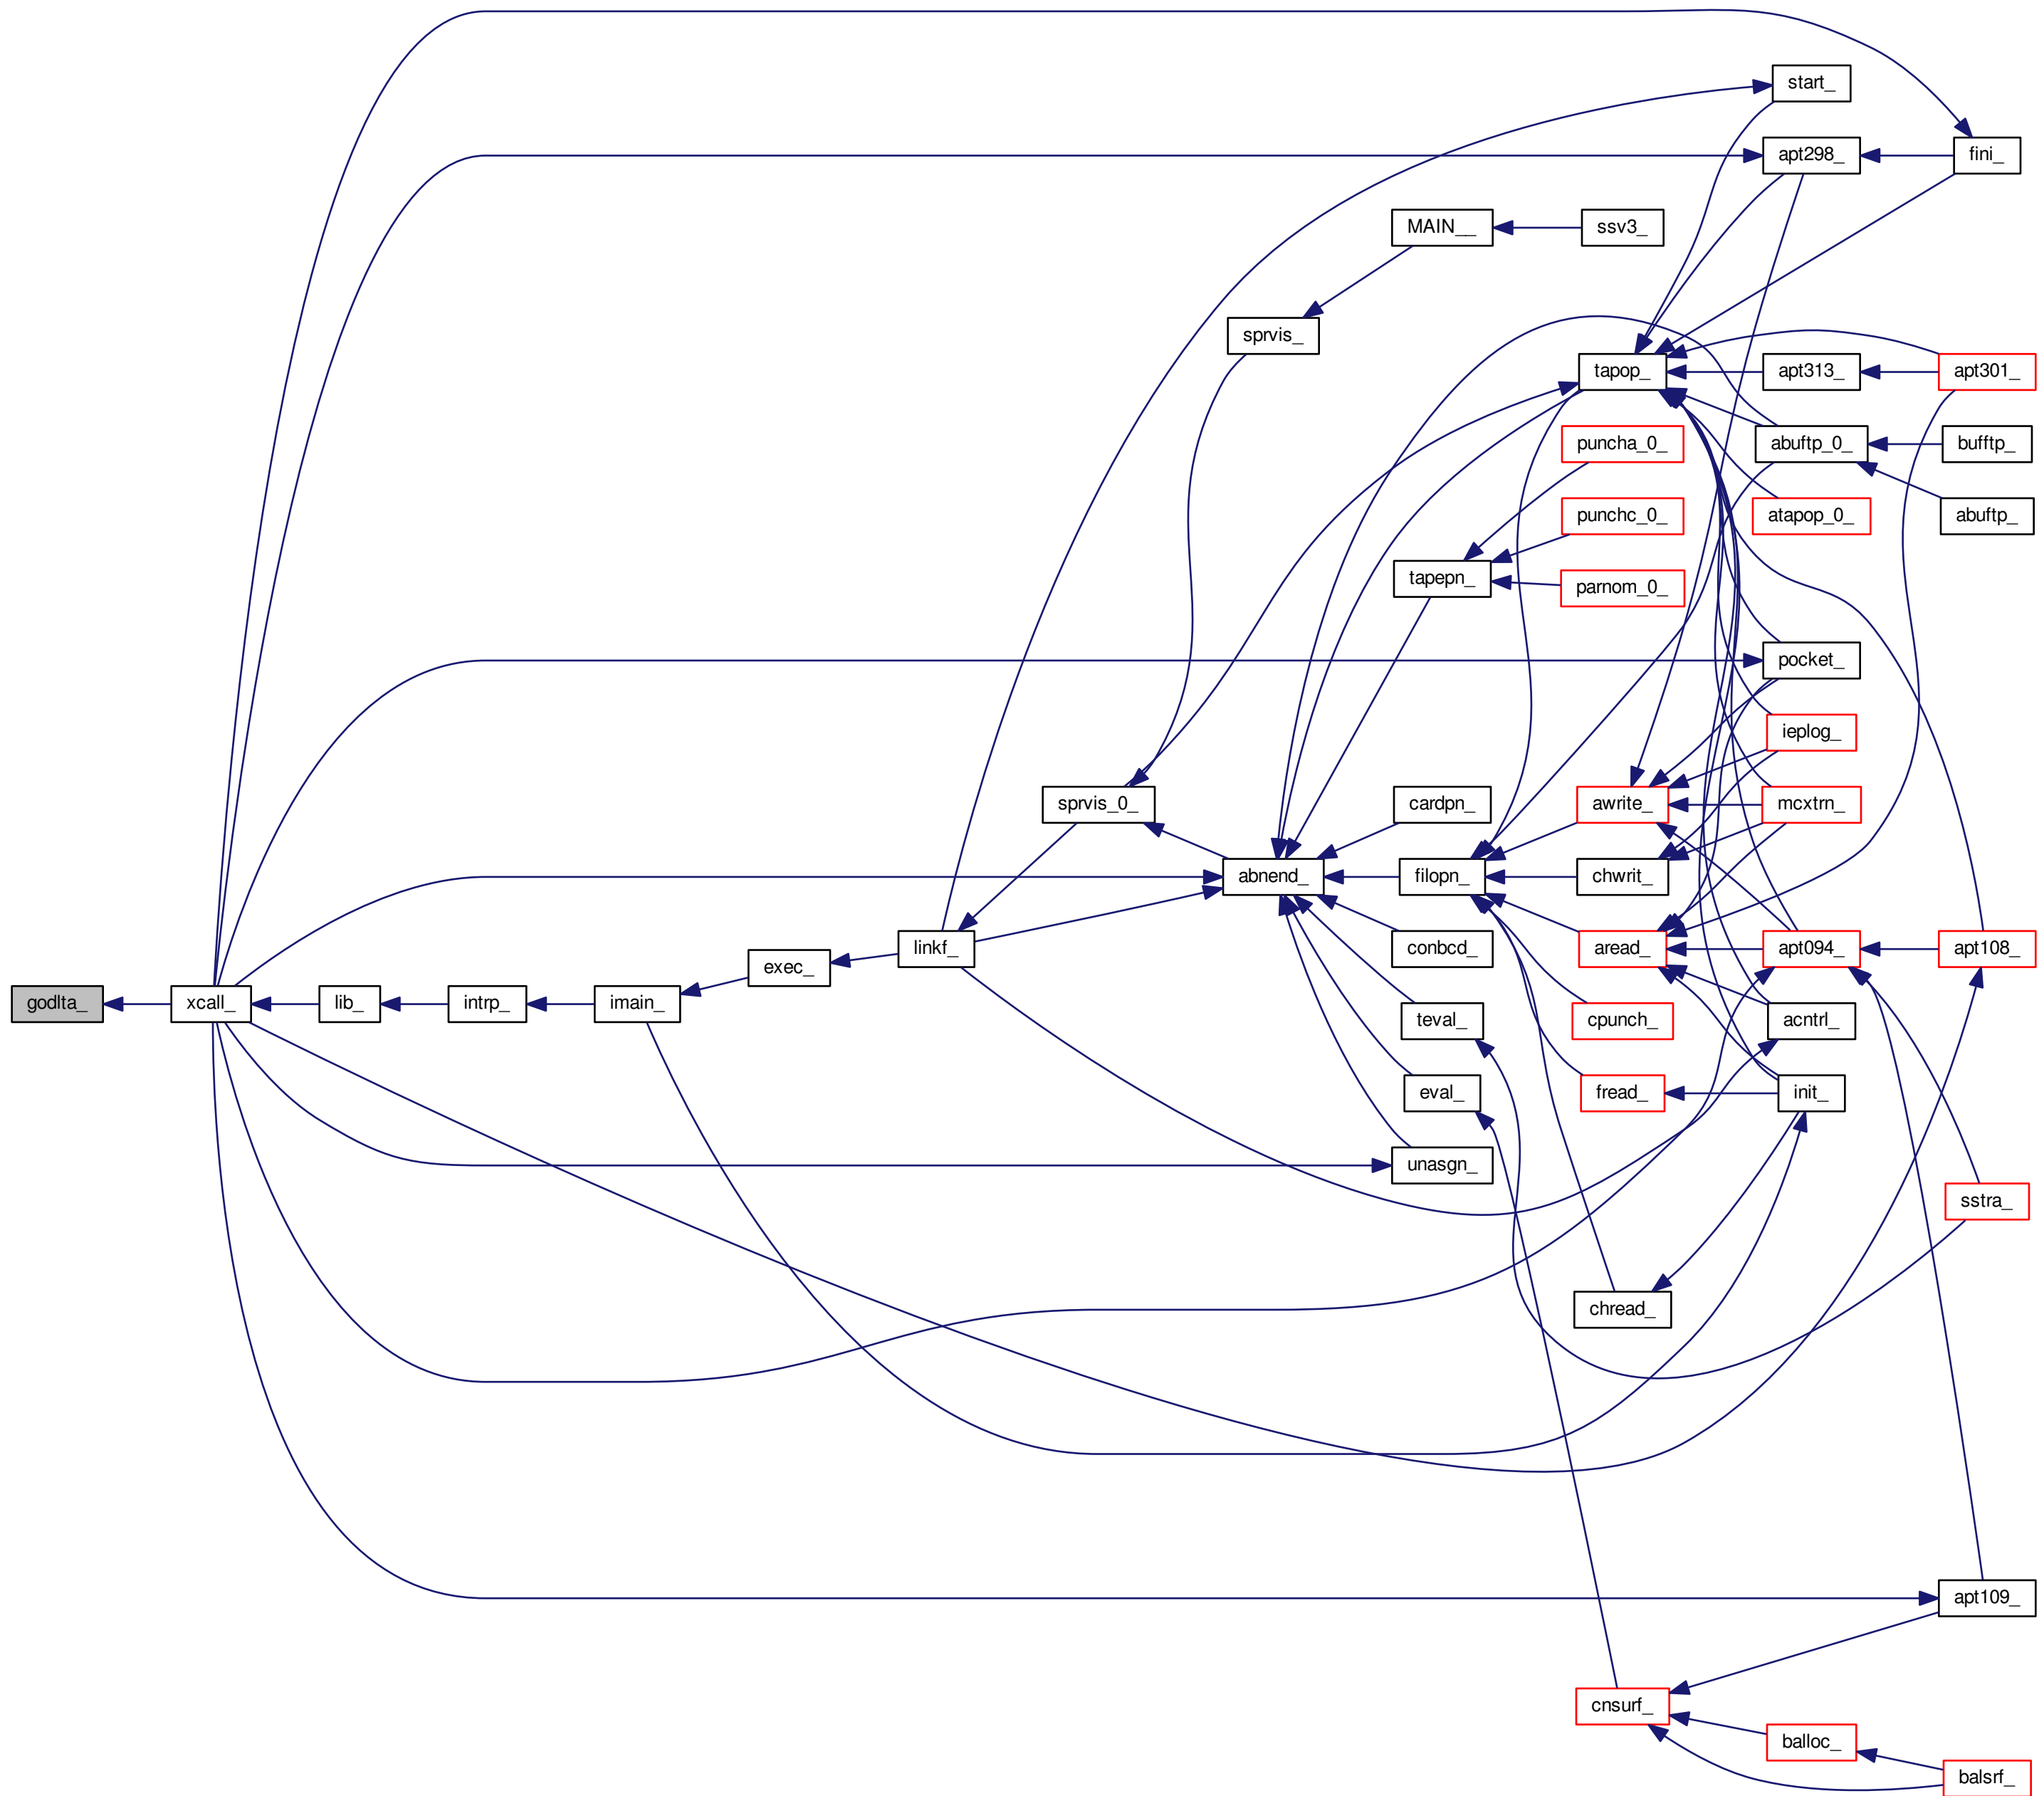 start_
apt298_
fini_
MAIN__
ssv3_
sprvis_
tapop_
apt313_
apt301_
puncha_0_
abuftp_0_
bufftp_
punchc_0_
atapop_0_
abuftp_
tapepn_
parnom_0_
pocket_
ieplog_
sprvis_0_
cardpn_
awrite_
mcxtrn_
abnend_
filopn_
chwrit_
linkf_
conbcd_
aread_
apt094_
apt108_
exec_
godlta_
xcall_
lib_
intrp_
imain_
teval_
cpunch_
acntrl_
eval_
fread_
init_
unasgn_
sstra_
chread_
apt109_
cnsurf_
balloc_
balsrf_